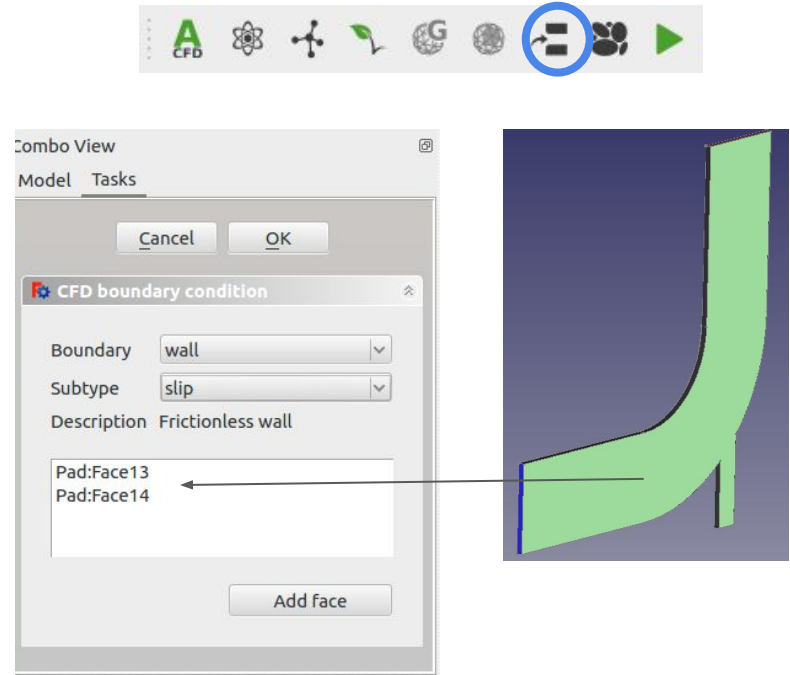 A
CFD
G
Combo View
Model Tasks
Cancel OK
CFD boundary condition
Boundary wall
Subtype slip
Description Frictionless wall
Pad:Face13
Pad:Face14
Add face